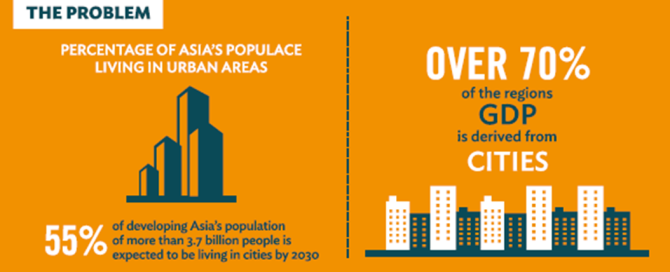 THE PROBLEM
PERCENTAGE OF ASIA'S POPULACE
LIVING IN URBAN AREAS
55% of developing Asia's population
of more than 3.7 billion people is
expected to be living in cities by 2030
OVER 70%
of the regions
GDP
is derived from
CITIES